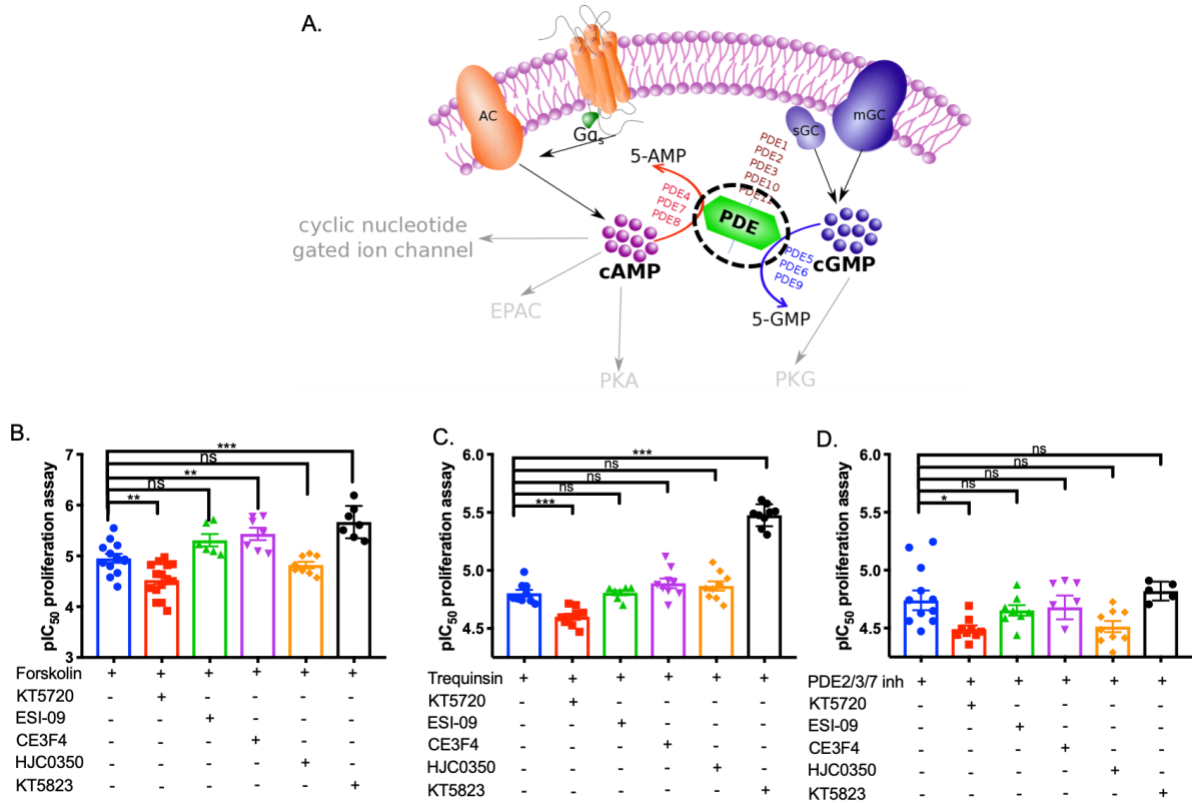 A.
AC
Gαs
sGC
mGC
5-AMP
PDE1
PDE2
PDE3
PDE10
PDE11
PDE4
PDE7
PDE8
PDE
cyclic nucleotide
gated ion channel
cAMP
cGMP
PDE5
PDE6
PDE9
EPAC
5-GMP
PKA
PKG
B.
pIC50 proliferation assay
7
6
5
4
3
***
ns
**
ns
**
Forskolin + + + + + +
KT5720 - + - - - -
ESI-09 - - + - - -
CE3F4 - - - + - -
HJC0350 - - - - + -
KT5823 - - - - - +
C.
pIC50 proliferation assay
6.0
5.5
5.0
4.5
***
ns
ns
ns
***
Trequinsin + + + + + +
KT5720 - + - - - -
ESI-09 - - + - - -
CE3F4 - - - + - -
HJC0350 - - - - + -
KT5823 - - - - - +
D.
pIC50 proliferation assay
6.0
5.5
5.0
4.5
ns
ns
ns
ns
*
PDE2/3/7 inh + + + + + +
KT5720 - + - - - -
ESI-09 - - + - - -
CE3F4 - - - + - -
HJC0350 - - - - + -
KT5823 - - - - - +